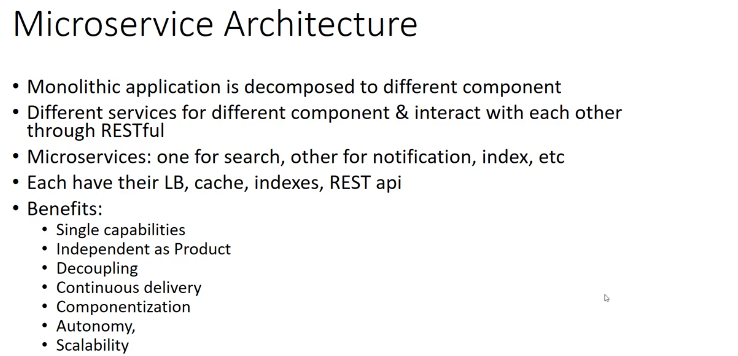 Microservice Architecture
• Monolithic application is decomposed to different component
• Different services for different component & interact with each other
through RESTful
• Microservices: one for search, other for notification, index, etc
• Each have their LB, cache, indexes, REST api
• Benefits:
• Single capabilities
• Independent as Product
• Decoupling
• Continuous delivery
• Componentization
• Autonomy,
• Scalability